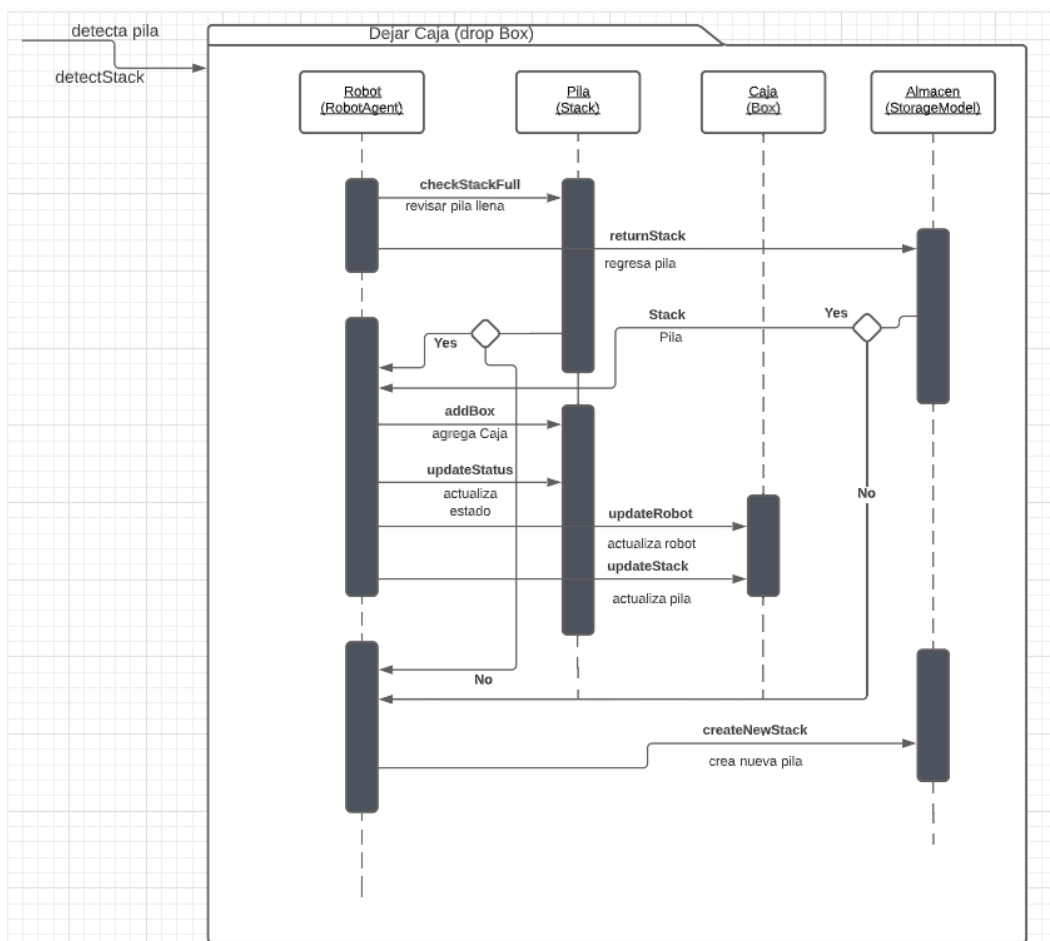 detecta pila
detectStack
Dejar Caja (drop Box)
Robot
(RobotAgent)
Pila
(Stack)
Caja
(Box)
Almacen
(StorageModel)
checkStackFull
revisar pila llena
returnStack
regresa pila
Yes
Stack
Pila
Yes
addBox
agrega Caja
updateStatus
actualiza
estado
No
updateRobot
actualiza robot
updateStack
actualiza pila
No
createNewStack
crea nueva pila